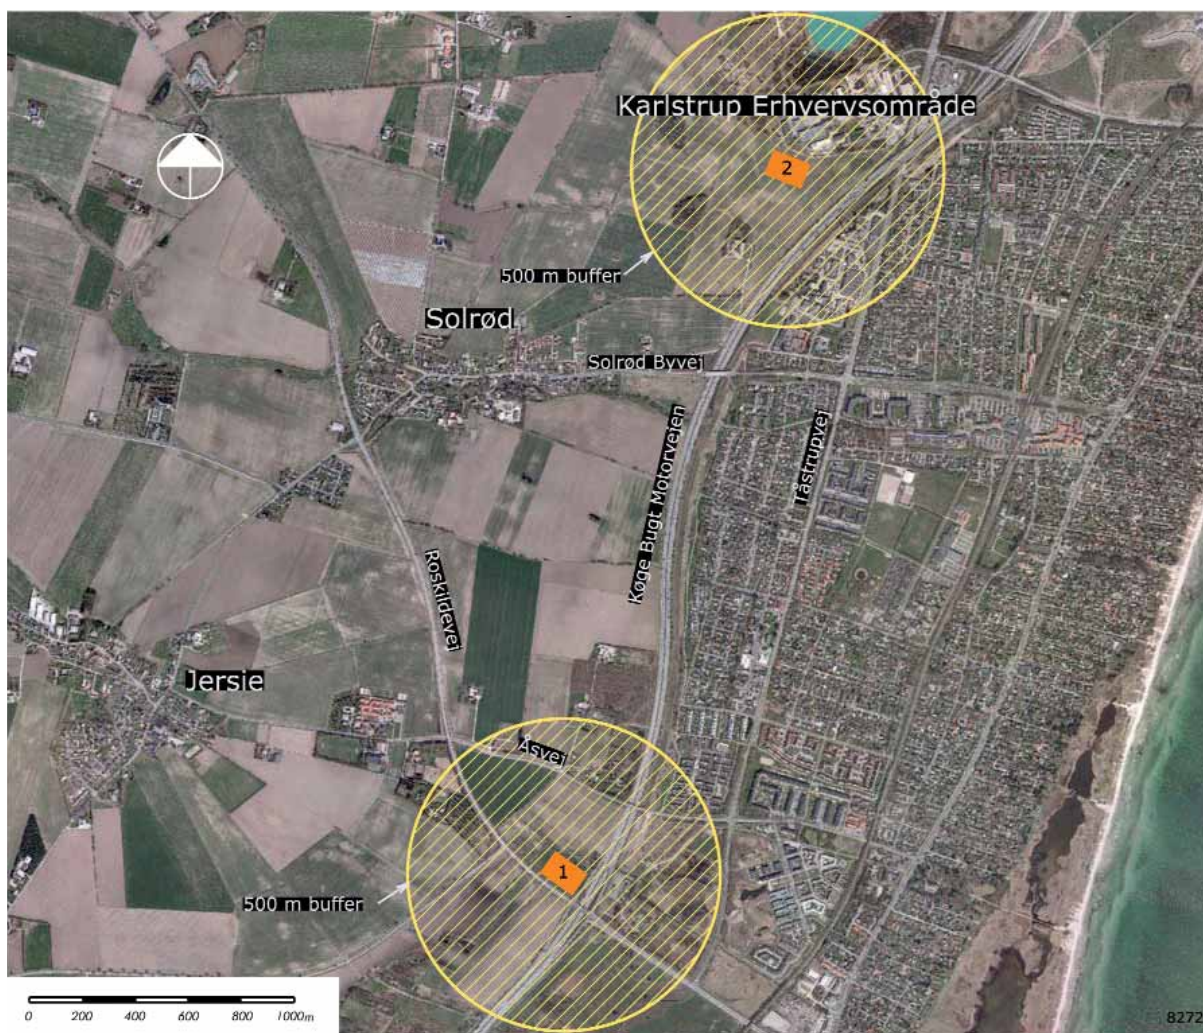 Karlstrup Erhvervsområde
2
500 m buffer
Solrød
Solrød Byvej
Køge Bugt Motorvejen
Tåstrupvej
Roskildevej
Jersie
Åsvej
1
500 m buffer
0 200 400 600 800 1000m
8272